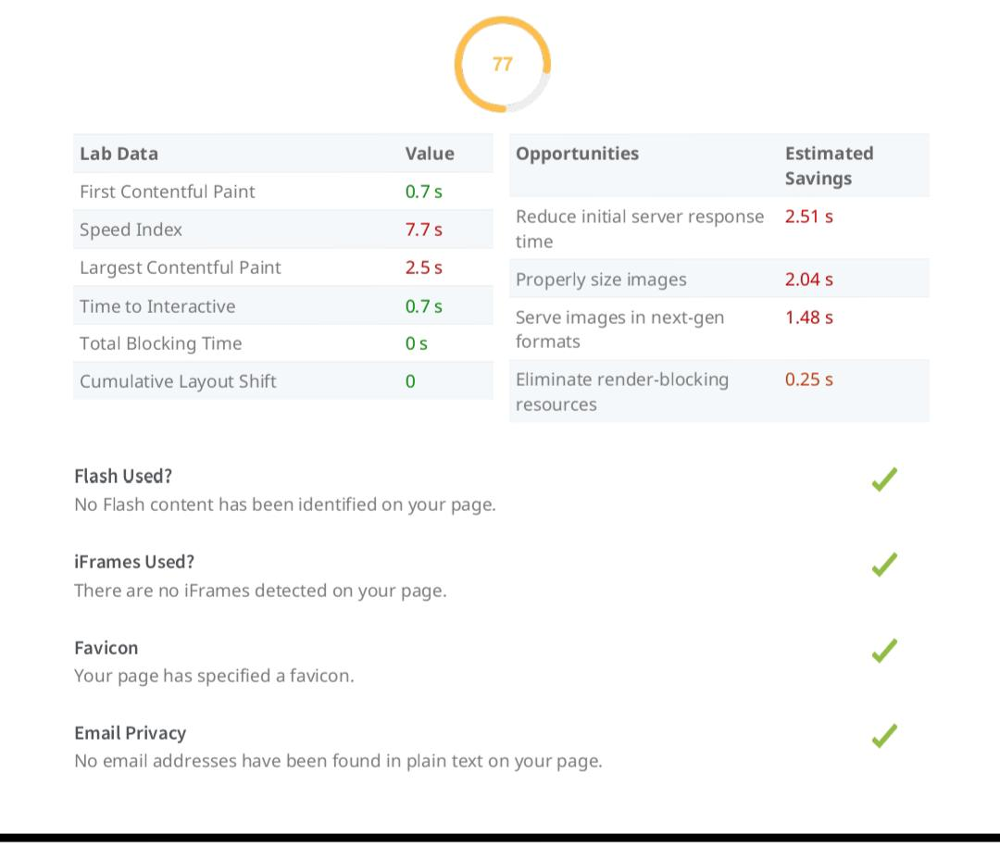 77
Lab Data Value
First Contentful Paint 0.7 s
Speed Index 7.7 s
Largest Contentful Paint 2.5 s
Time to Interactive 0.7 s
Total Blocking Time 0 s
Cumulative Layout Shift 0
Opportunities Estimated
Savings
Reduce initial server response 2.51 s
time
Properly size images 2.04 s
Serve images in next-gen 1.48 s
formats
Eliminate render-blocking 0.25 s
resources
Flash Used?
No Flash content has been identified on your page.
iFrames Used?
There are no iFrames detected on your page.
Favicon
Your page has specified a favicon.
Email Privacy
No email addresses have been found in plain text on your page.